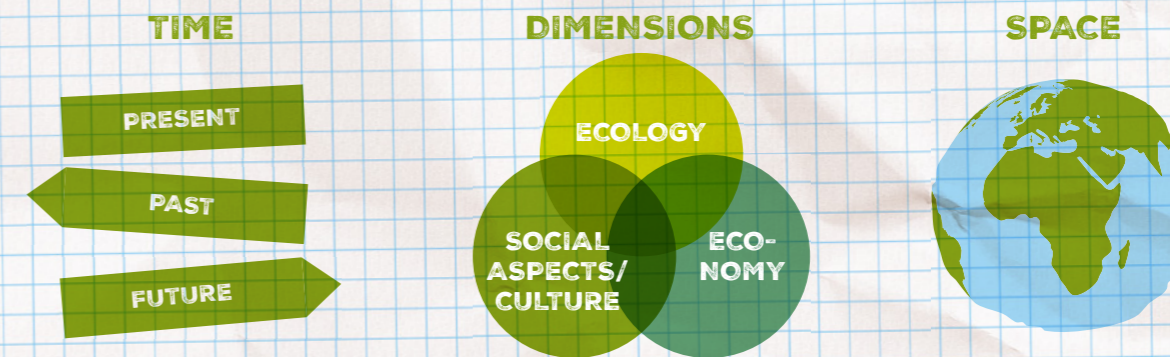 TIME
PRESENT
PAST
FUTURE
DIMENSIONS
ECOLOGY
SOCIAL
ASPECTS/
CULTURE
ECO-
NOMY
SPACE